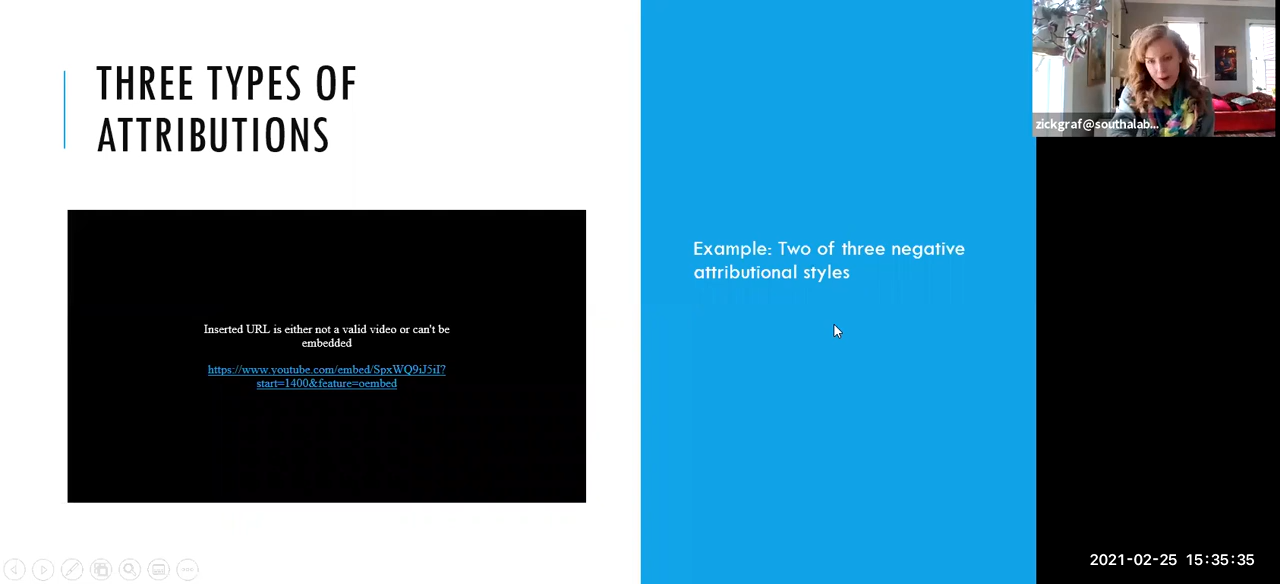 THREE TYPES OF
ATTRIBUTIONS
Inserted URL is either not a valid video or can't be
embedded
https://www.youtube.com/embed/SpxWQ9iJ5iI?
start=1400&feature=oembed
Example: Two of three negative
attributional styles
zickgraf@southalab...
2021-02-25 15:35:35